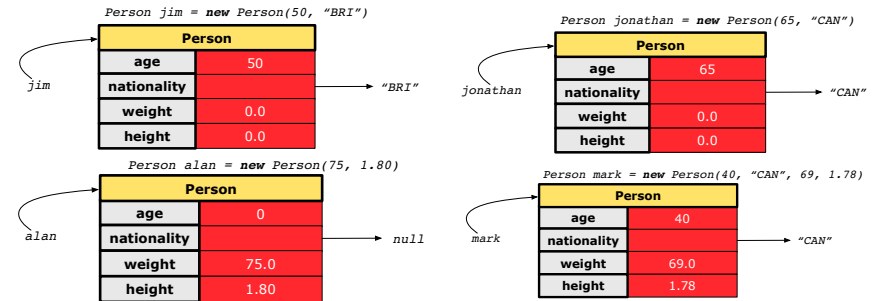 Person jim = new Person(50, “BRI”)
Person
age 50
jim
nationality
“BRI”
weight 0.0
height 0.0
Person jonathan = new Person(65, “CAN”)
Person
age 65
jonathan
nationality
“CAN”
weight 0.0
height 0.0
Person alan = new Person(75, 1.80)
Person
age 0
alan
nationality
null
weight 75.0
height 1.80
Person mark = new Person(40, “CAN”, 69, 1.78)
Person
age 40
mark
nationality
“CAN”
weight 69.0
height 1.78